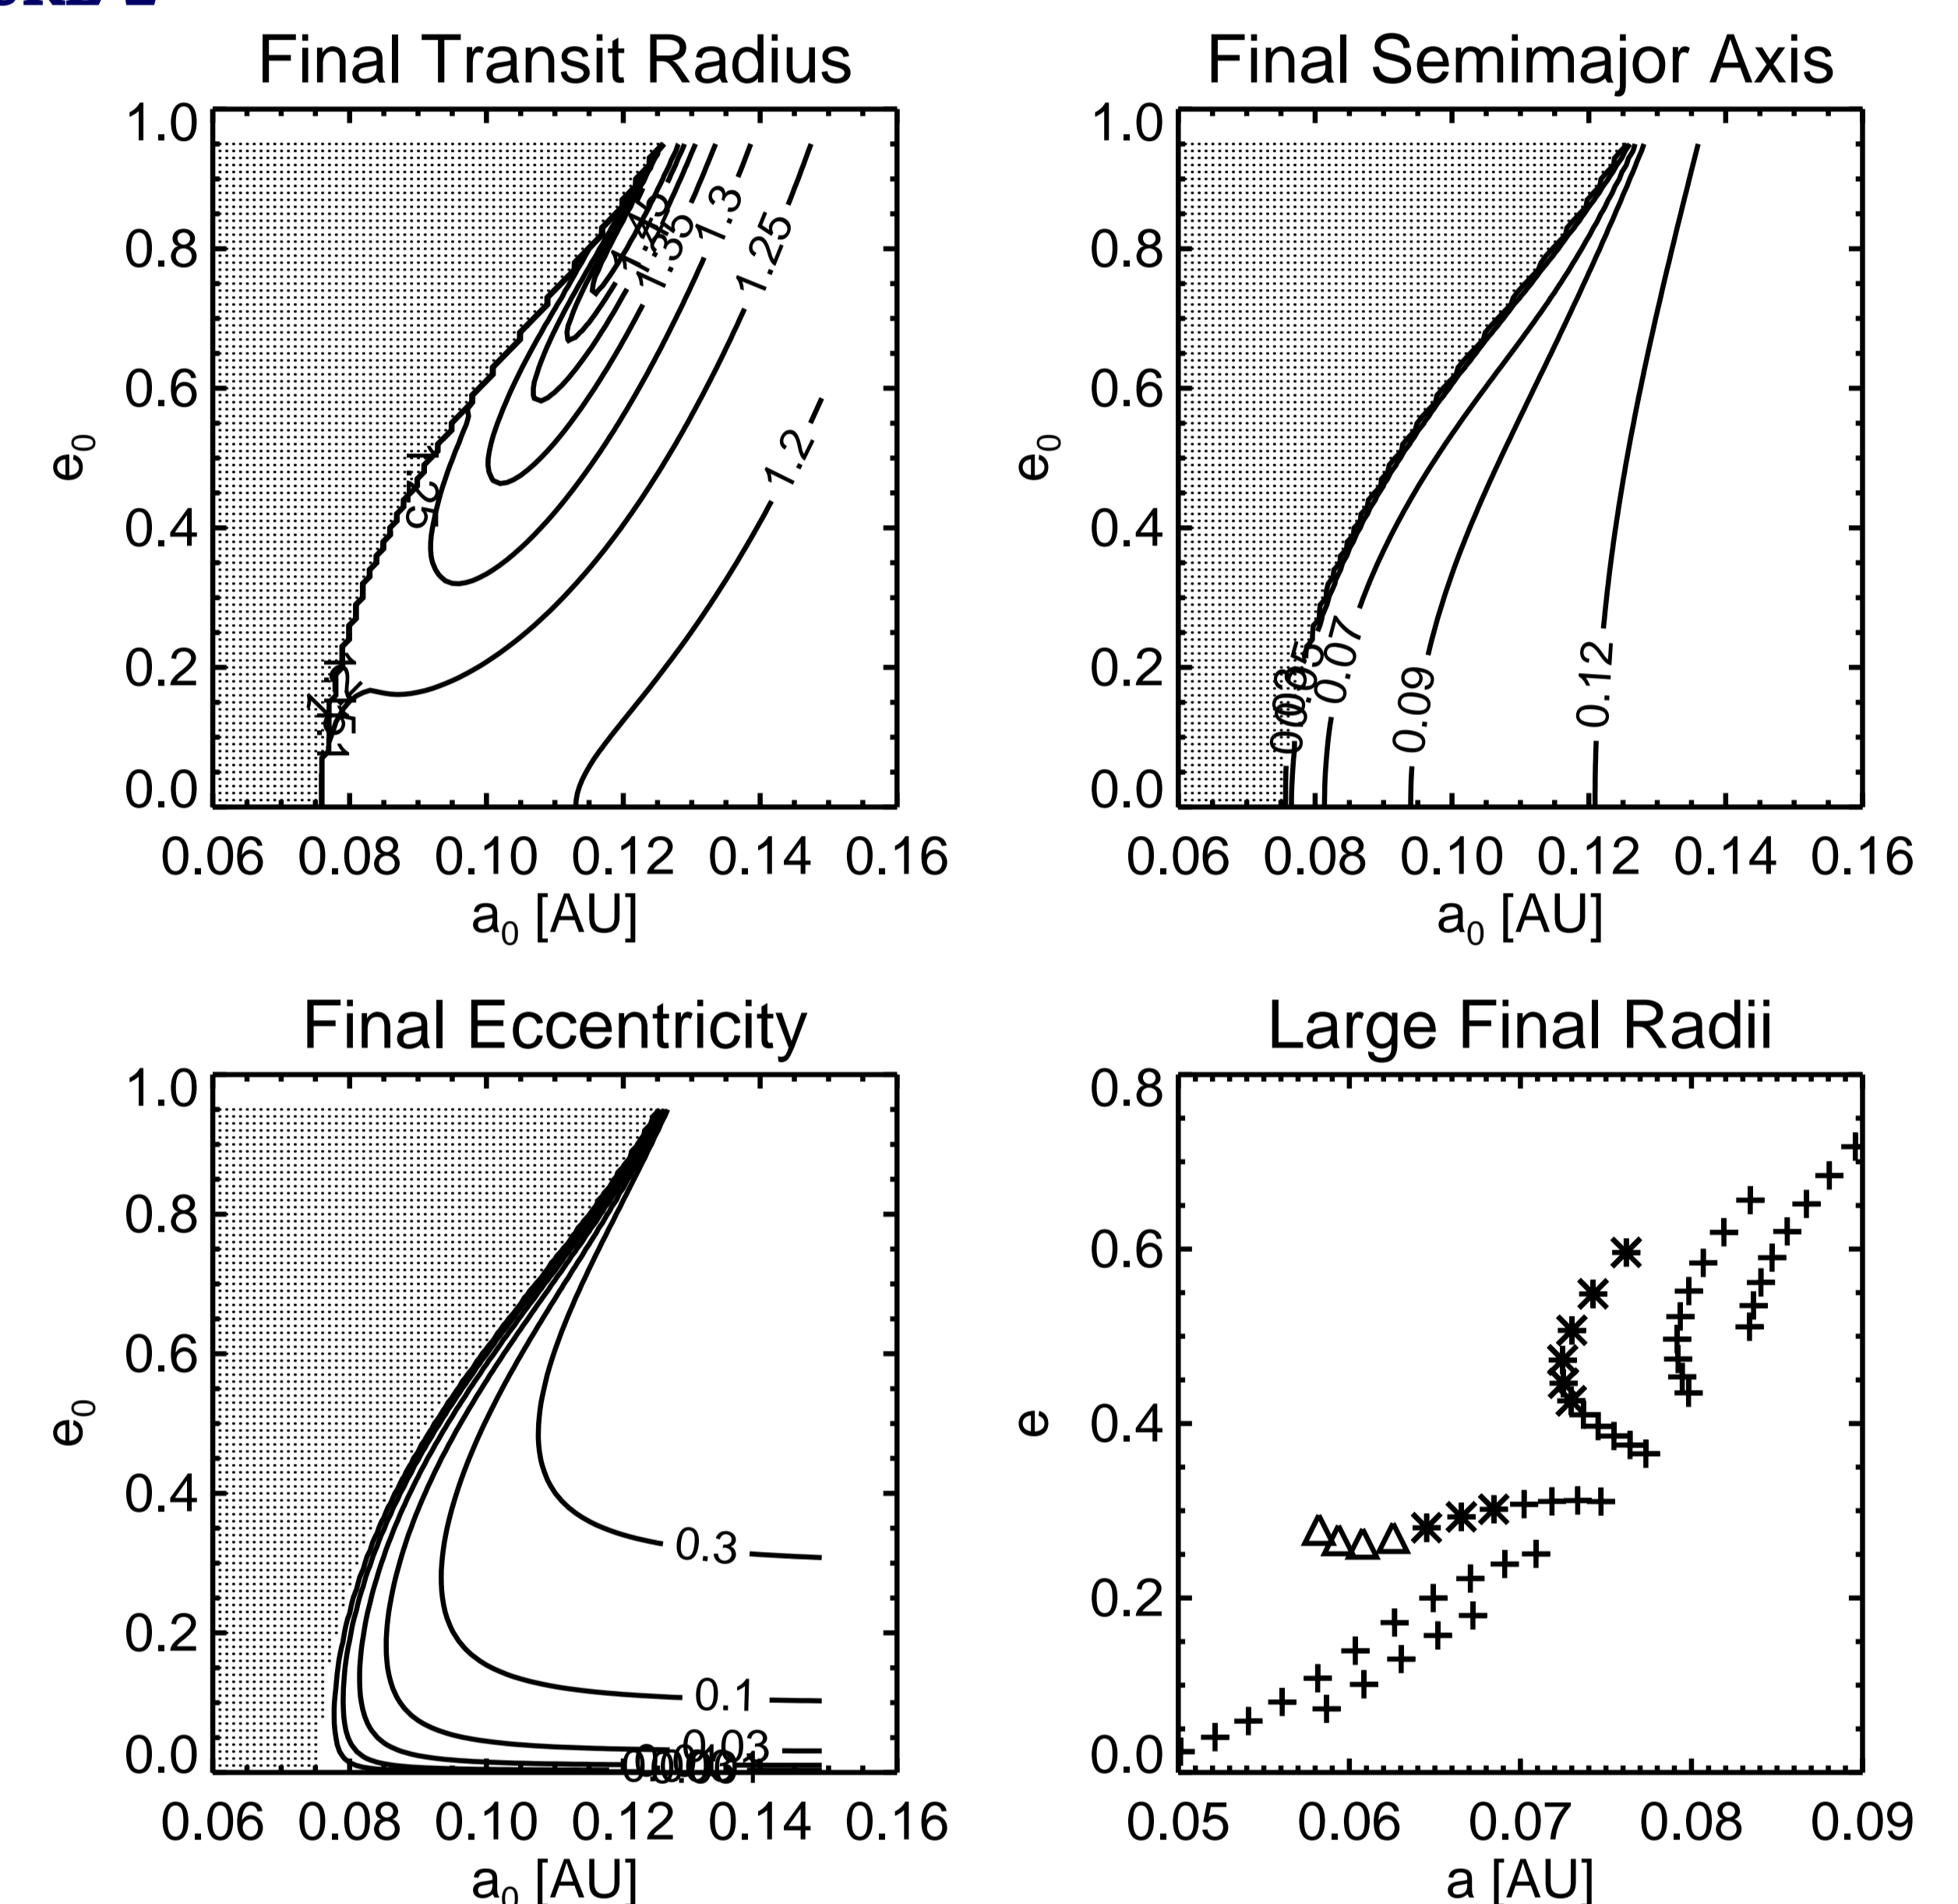 Final Transit Radius
1.0
0.8
0.6
0.4
0.2
0.0
e0
1.3
1.25
1.2
0.06 0.08 0.10 0.12 0.14 0.16
a0 [AU]
Final Semimajor Axis
1.0
0.8
0.6
0.4
0.2
0.0
e0
0.07
0.09
0.12
0.06 0.08 0.10 0.12 0.14 0.16
a0 [AU]
Final Eccentricity
1.0
0.8
0.6
0.4
0.2
0.0
e0
0.3
0.1
0.03
0.06 0.08 0.10 0.12 0.14 0.16
a0 [AU]
Large Final Radii
0.8
0.6
0.4
0.2
0.0
e
0.05 0.06 0.07 0.08 0.09
a [AU]